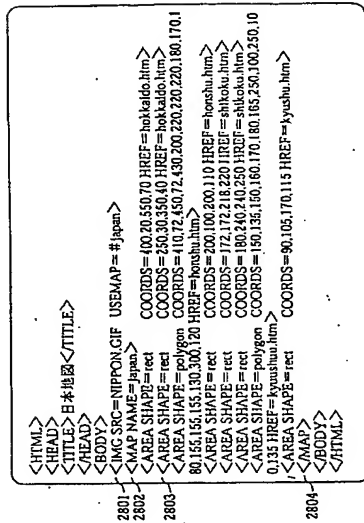 <HTML>
<HEAD>
<TITLE>日本地図</TITLE>
</HEAD>
<BODY>
2801 <IMG SRC=NIPPON.GIF USEMAP=#japan>
2802 <MAP NAME=japan>
<AREA SHAPE=rect COORDS=400,20,550,70 HREF=hokkaido.htm>
<AREA SHAPE=rect COORDS=250,30,350,40 HREF=hokkaido.htm>
2803 <AREA SHAPE=polygon COORDS=410,72,450,72,430,200,220,220,220,180,170,1
80,155,155,155,130,300,120 HREF=honshu.htm>
<AREA SHAPE=rect COORDS=200,100,200,110 HREF=honshu.htm>
<AREA SHAPE=rect COORDS=172,172,218,220 HREF=shikoku.htm>
<AREA SHAPE=rect COORDS=180,240,240,250 HREF=shikoku.htm>
<AREA SHAPE=polygon COORDS=150,135,150,160,170,180,165,250,100,250,10
0,135 HREF=kyuushuu.htm>
<AREA SHAPE=rect COORDS=90,105,170,115 HREF=kyushu.htm>
2804 </MAP>
</BODY>
</HTML>